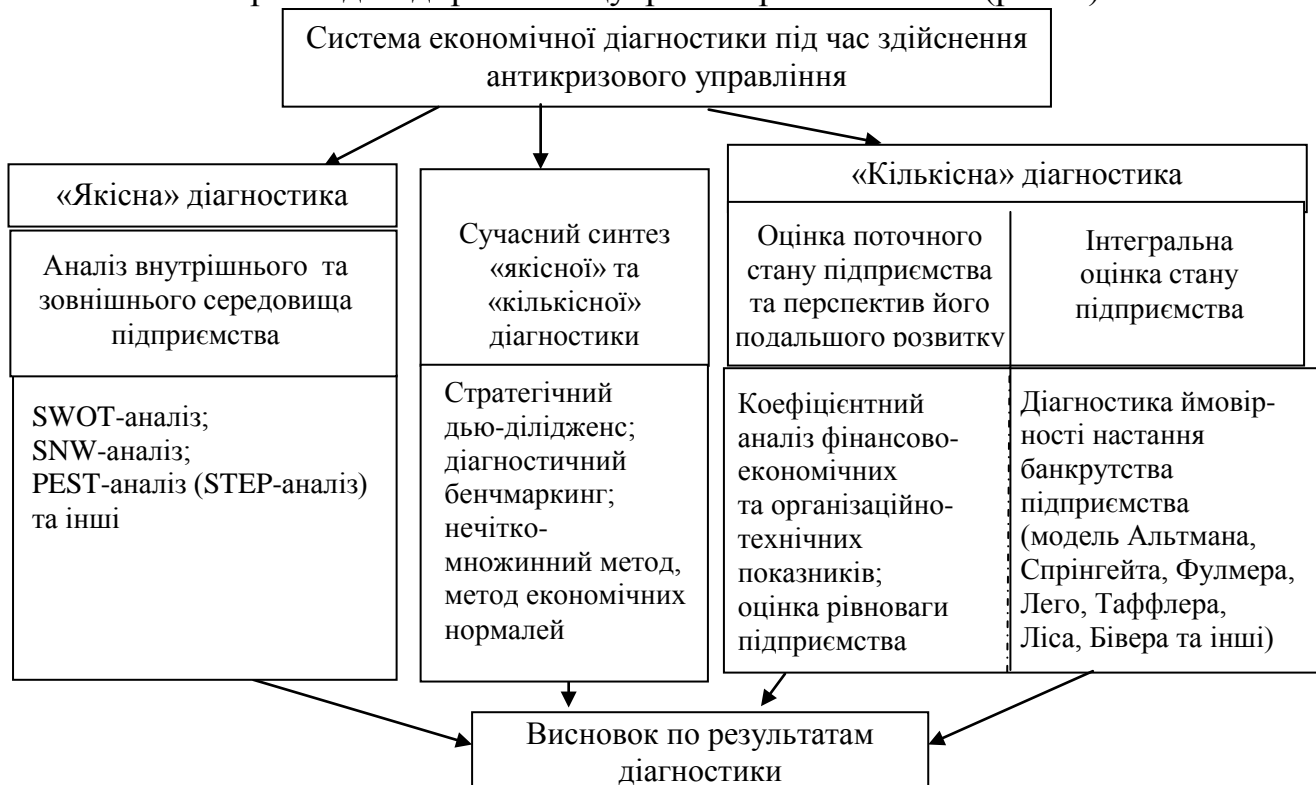 Система економічної діагностики під час здійснення
антикризового управління
«Якісна» діагностика
Аналіз внутрішнього та
зовнішнього середовища
підприємства
SWOT-аналіз;
SNW-аналіз;
PEST-аналіз (STEP-аналіз)
та інші
Сучасний синтез
«якісної» та
«кількісної»
діагностики
Стратегічний
дью-ділідженс;
діагностичний
бенчмаркинг;
нечітко-
множинний метод,
метод економічних
нормалей
«Кількісна» діагностика
Оцінка поточного
стану підприємства
та перспектив його
подальшого розвитку
Коефіцієнтний
аналіз фінансово-
економічних
та організаційно-
технічних
показників;
оцінка рівноваги
підприємства
Інтегральна
оцінка стану
підприємства
Діагностика ймовір-
ності настання
банкрутства
підприємства
(модель Альтмана,
Спрінгейта, Фулмера,
Лего, Таффлера,
Ліса, Бівера та інші)
Висновок по результатам
діагностики